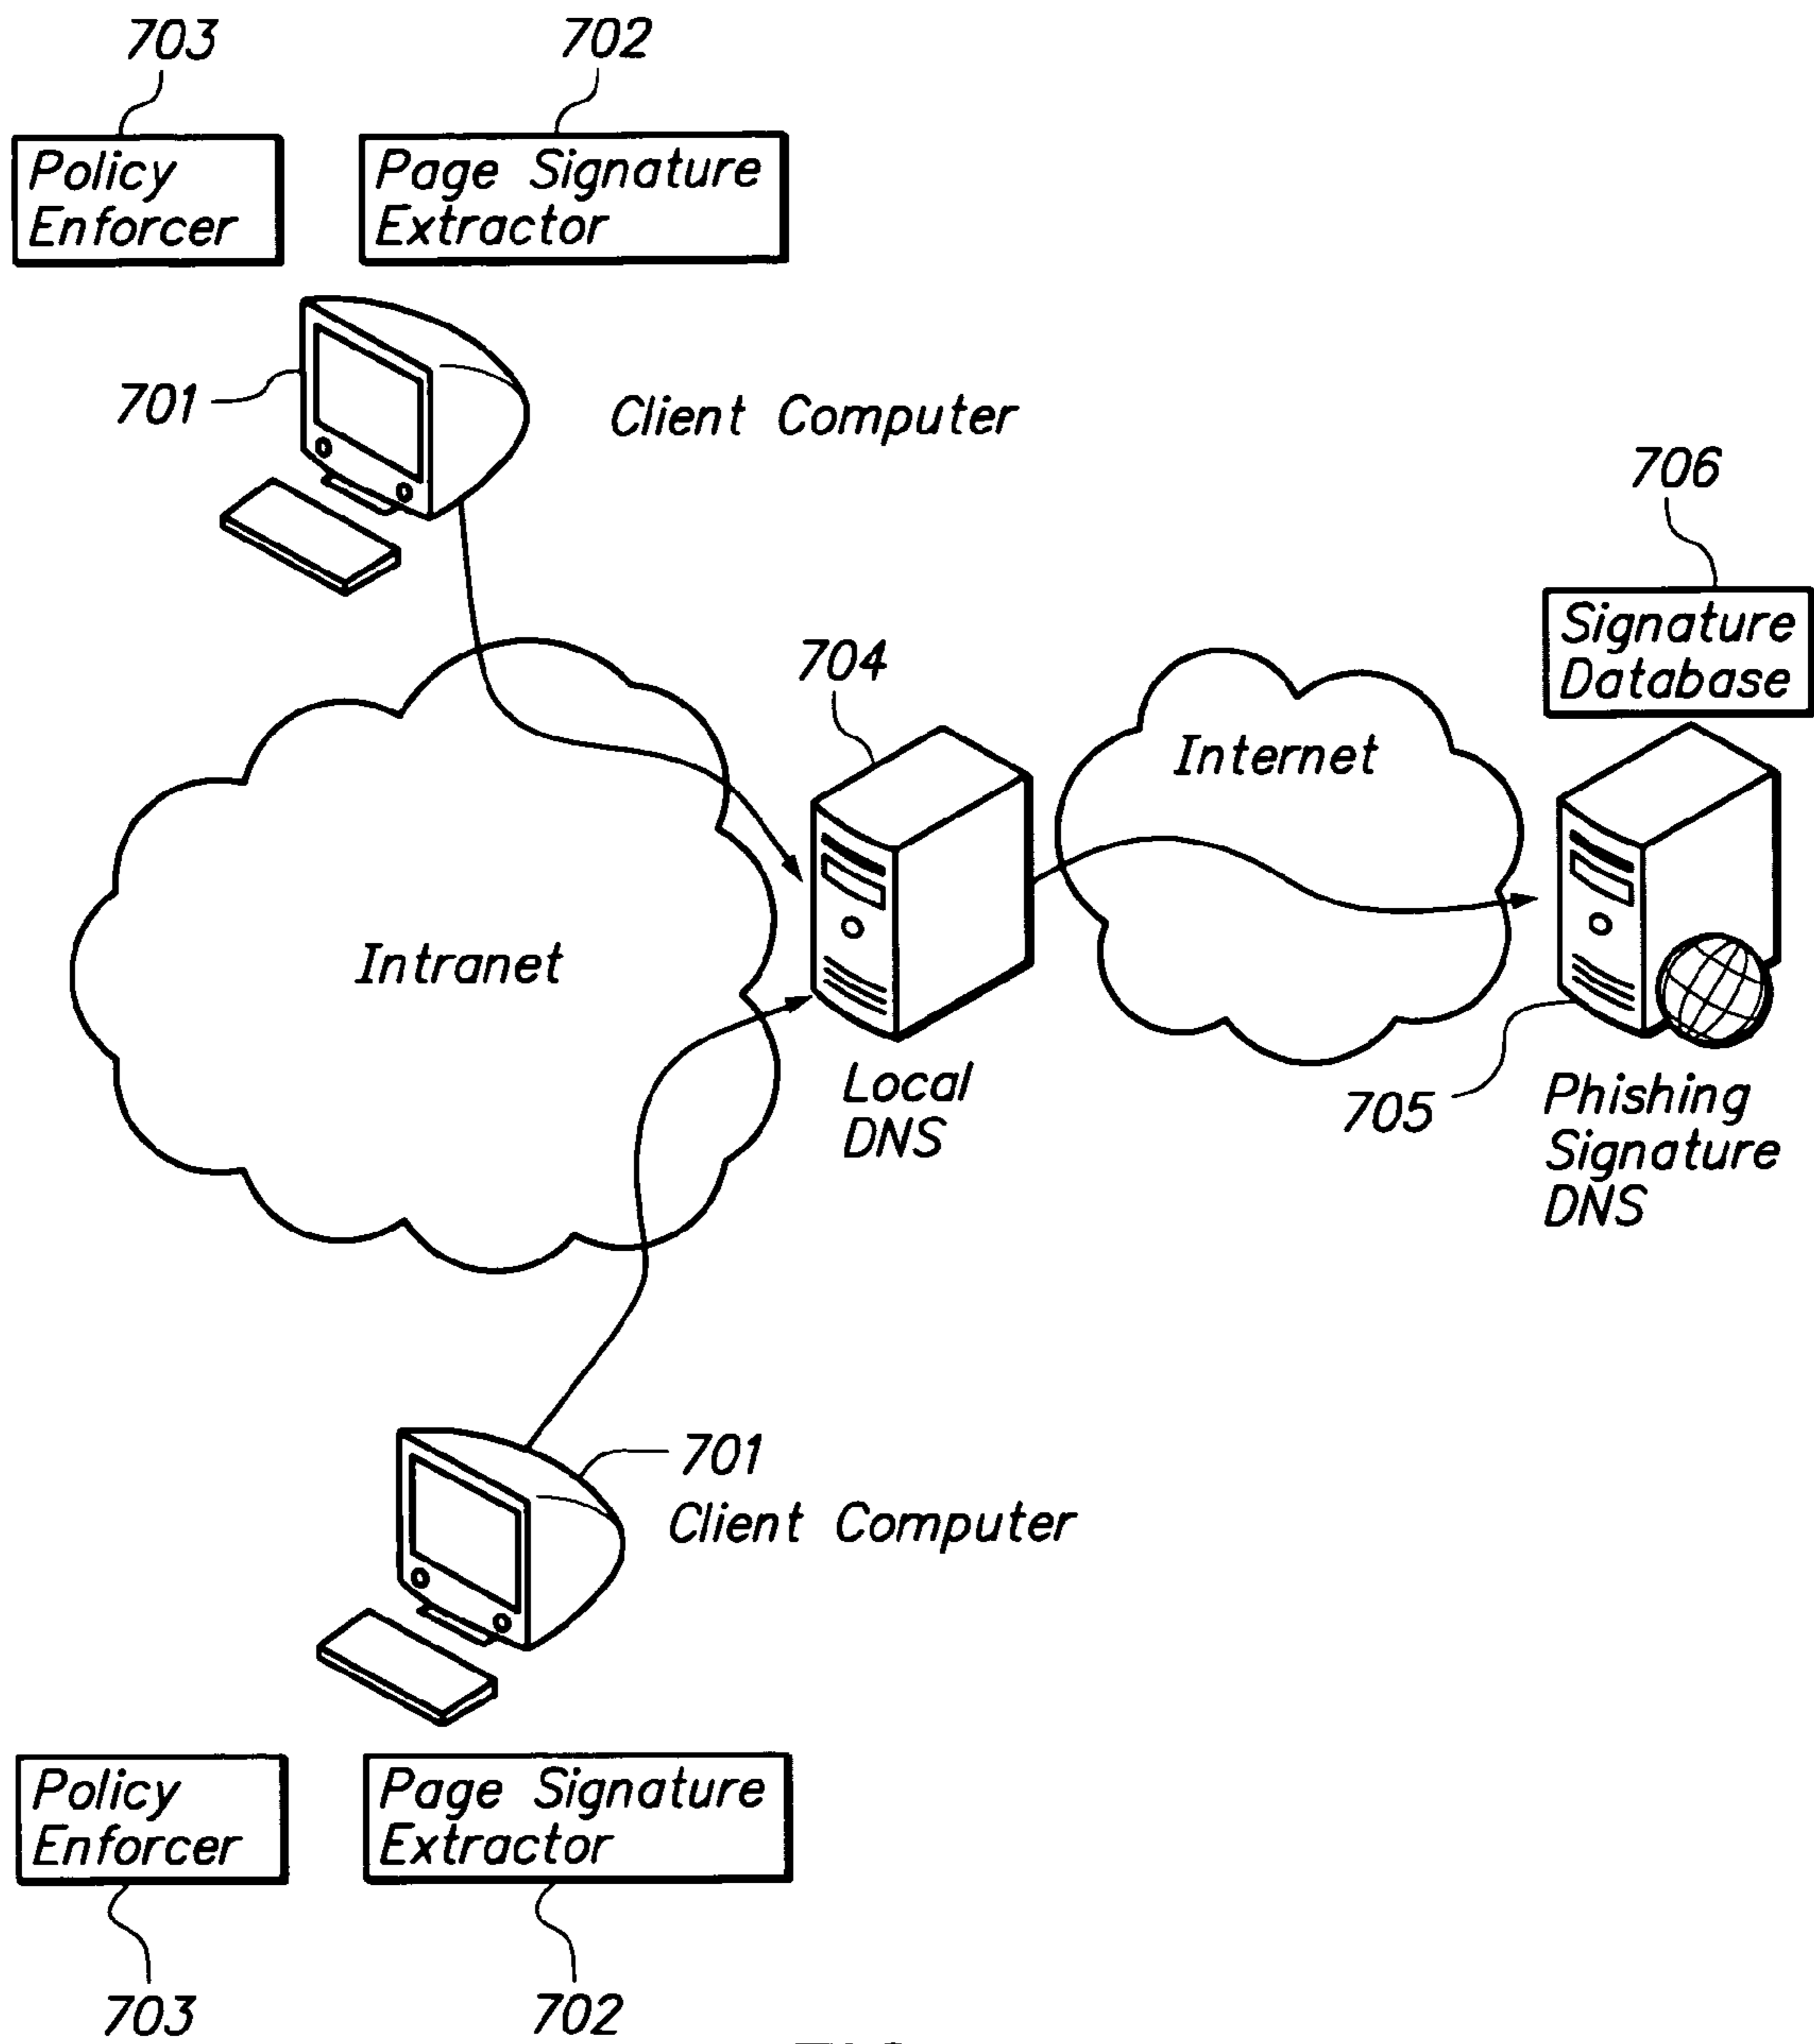 703
702
Policy
Enforcer
Page Signature
Extractor
701
Client Computer
706
Signature
Database
704
Internet
Intranet
Local
DNS
705
Phishing
Signature
DNS
701
Client Computer
Policy
Enforcer
Page Signature
Extractor
703
702